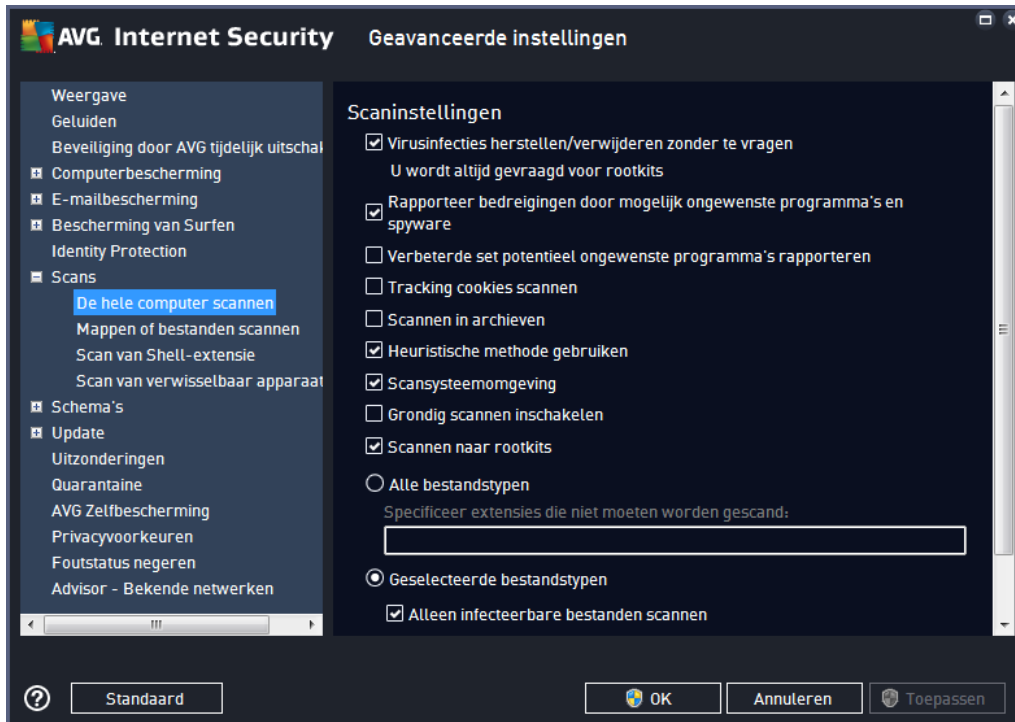 AVG. Internet Security
Geavanceerde instellingen
Weergave
Geluiden
Beveiliging door AVG tijdelijk uitschak
Computerbescherming
E-mailbescherming
Bescherming van Surfen
Identity Protection
Scans
De hele computer scannen
Mappen of bestanden scannen
Scan van Shell-extensie
Scan van verwisselbaar apparaat
Schema's
Update
Uitzonderingen
Quarantaine
AVG Zelfbescherming
Privacyvoorkeuren
Foutstatus negeren
Advisor - Bekende netwerken
Scaninstellingen
Virusinfecties herstellen/verwijderen zonder te vragen
U wordt altijd gevraagd voor rootkits
Rapporteer bedreigingen door mogelijk ongewenste programma's en
spyware
Verbeterde set potentieel ongewenste programma's rapporteren
Tracking cookies scannen
Scannen in archieven
Heuristische methode gebruiken
Scansysteemomgeving
Grondig scannen inschakelen
Scannen naar rootkits
Alle bestandstypen
Specificeer extensies die niet moeten worden gescand:
Geselecteerde bestandstypen
Alleen infecteerbare bestanden scannen
Standaard
OK
Annuleren
Toepassen